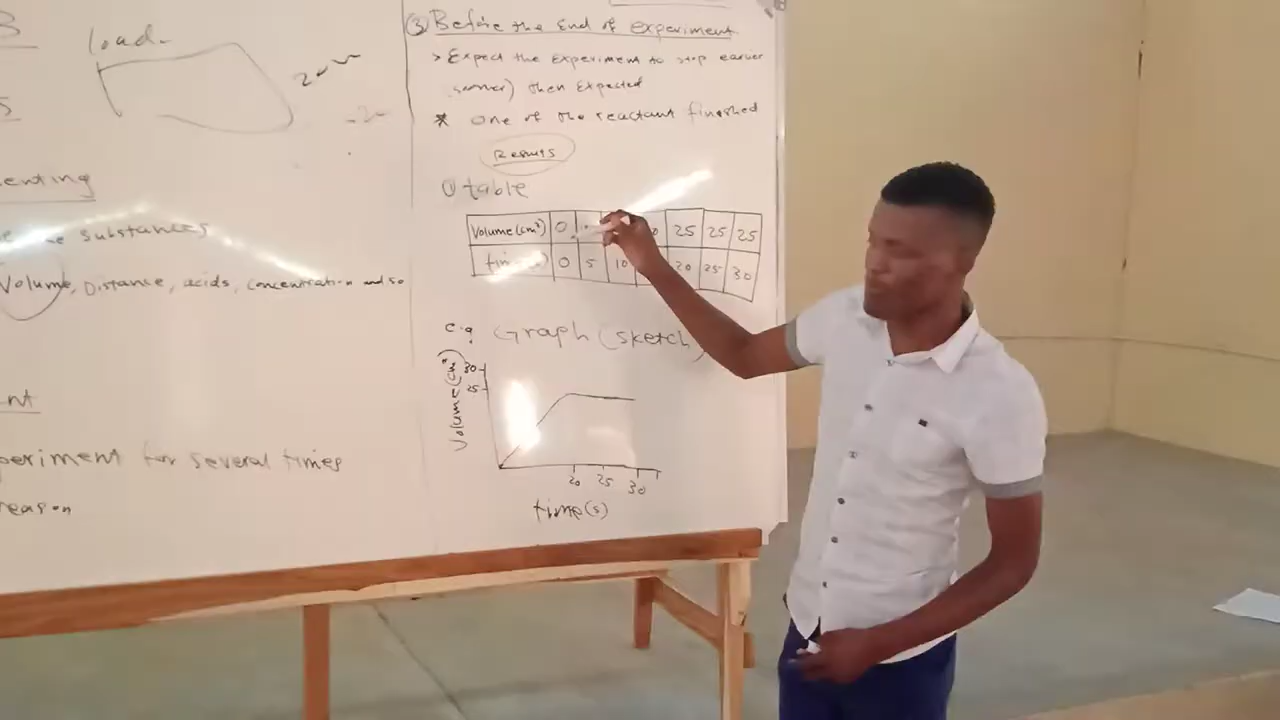 B
load
20
S
enting
substances
Volume, Distance, acids, concentration and so
nt
periment for several times
reason
③ Before the End of experiment
> Expect the experiment to stop earlier
then Expected
* One of the reactant finished
Results
① table
Volume (cm³) 0 25 25 25
0 5 10 20 25 30
e.g Graph (sketch)
Volume (cm³)
30
25
20 25 30
time (s)